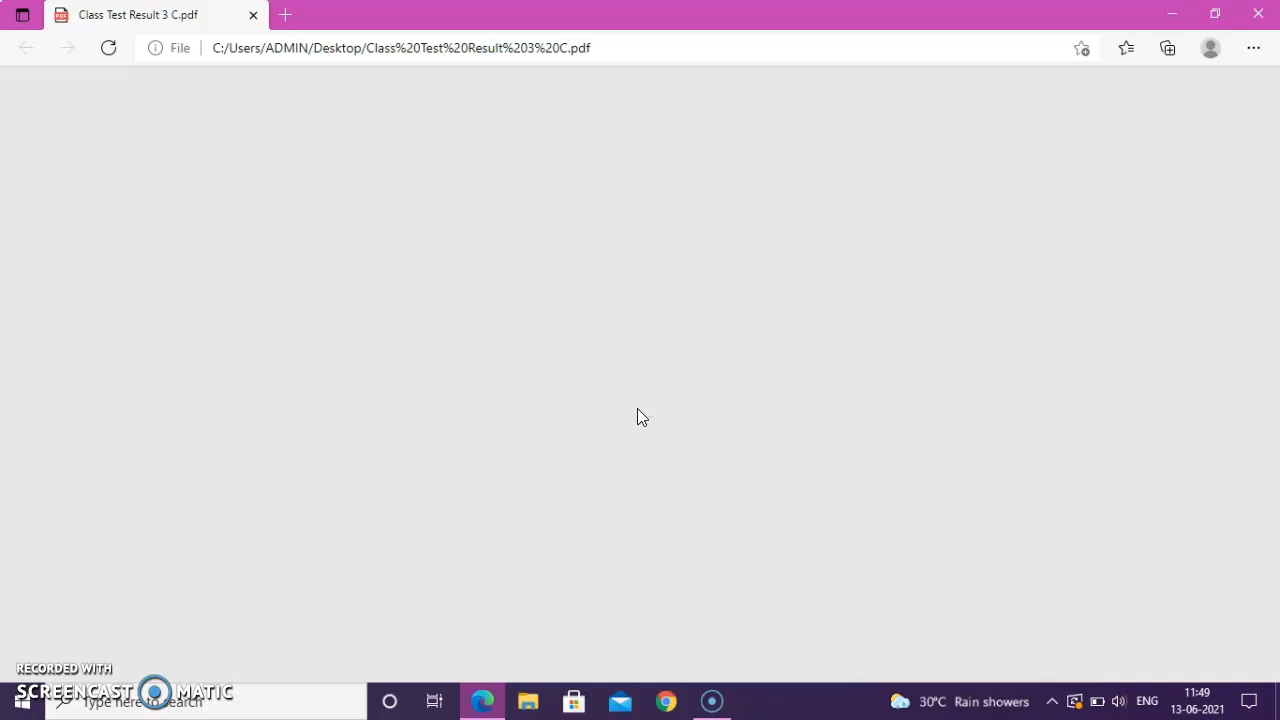 Class Test Result 3 C.pdf
File
C:/Users/ADMIN/Desktop/Class%20Test%20Result%203%20C.pdf
RECORDED WITH
SCREENCAST MATIC
Type here to search
30°C Rain showers
ENG
11:49
13-06-2021